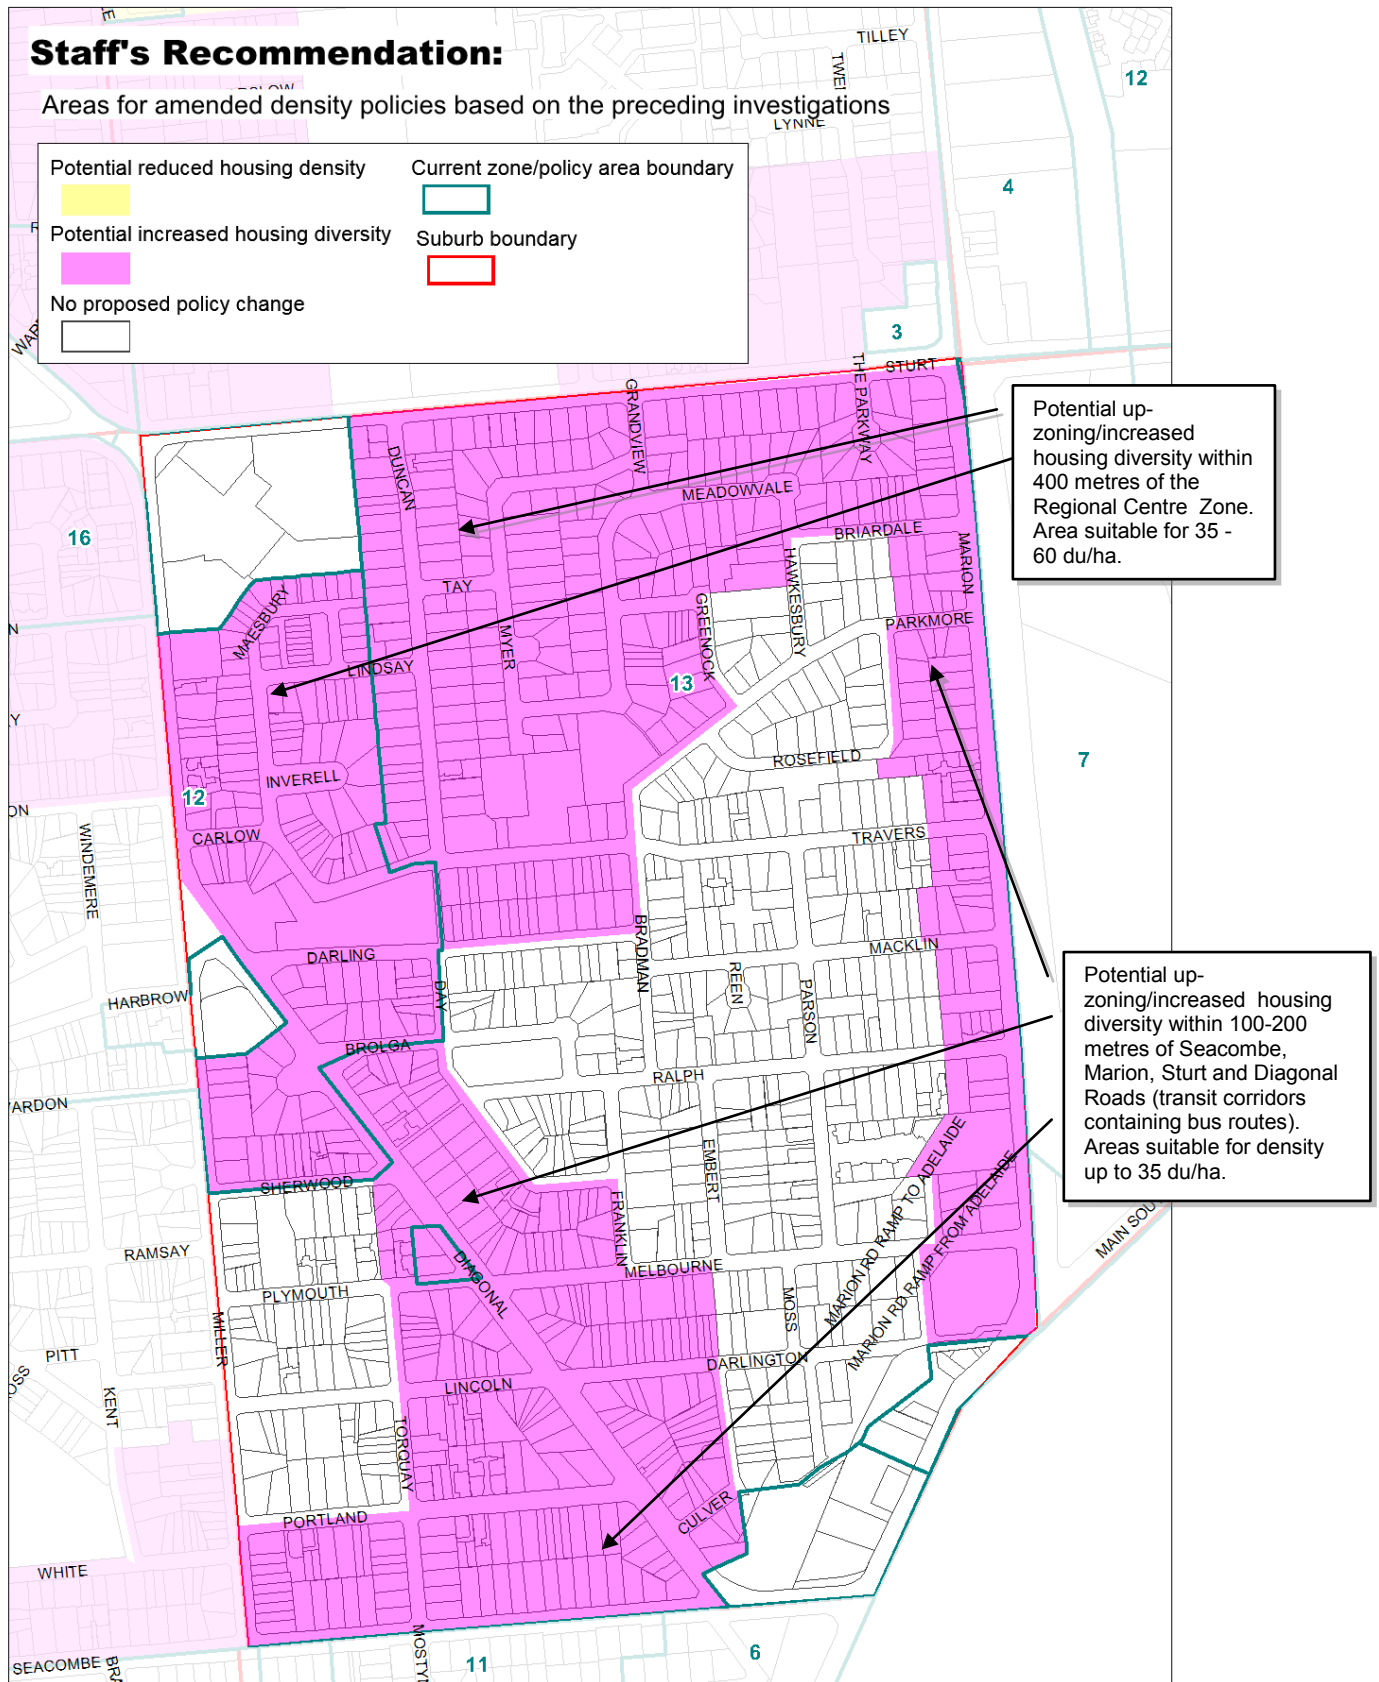 Staff's Recommendation:
Areas for amended density policies based on the preceding investigations
Potential reduced housing density
Current zone/policy area boundary
Potential increased housing diversity
Suburb boundary
No proposed policy change
TILLEY
LYNNE
12
4
3
STURT
THE PARKWAY
GRANDVIEW
DUNCAN
MEADOWVALE
BRIARDALE
MARION
Potential up-
zoning/increased
housing diversity within
400 metres of the
Regional Centre Zone.
Area suitable for 35 -
60 du/ha.
16
TAY
MAESBURY
MYER
GREENOCK
HAWKESBURY
PARKMORE
LINDSAY
13
7
ROSEFIELD
INVERELL
12
CARLOW
TRAVERS
WINDEMERE
DARLING
BRADMAN
MACKLIN
REEN
PARSON
DAY
HARBROW
BROLGA
RALPH
Potential up-
zoning/increased housing
diversity within 100-200
metres of Seacombe,
Marion, Sturt and Diagonal
Roads (transit corridors
containing bus routes).
Areas suitable for density
up to 35 du/ha.
SHERWOOD
EMBERT
FRANKLIN
MARION RD RAMP TO ADELAIDE
MARION RD RAMP FROM ADELAIDE
MAIN SOU
RAMSAY
DIAGONAL
MELBOURNE
PLYMOUTH
MOSS
MILLER
PITT
DARLINGTON
KENT
LINCOLN
TORQUAY
CULVER
PORTLAND
WHITE
SEACOMBE
MOSTYN
11
6